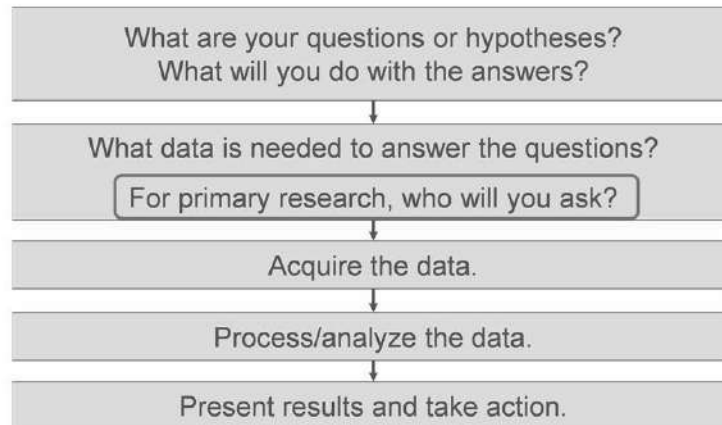 What are your questions or hypotheses?
What will you do with the answers?
What data is needed to answer the questions?
For primary research, who will you ask?
Acquire the data.
Process/analyze the data.
Present results and take action.